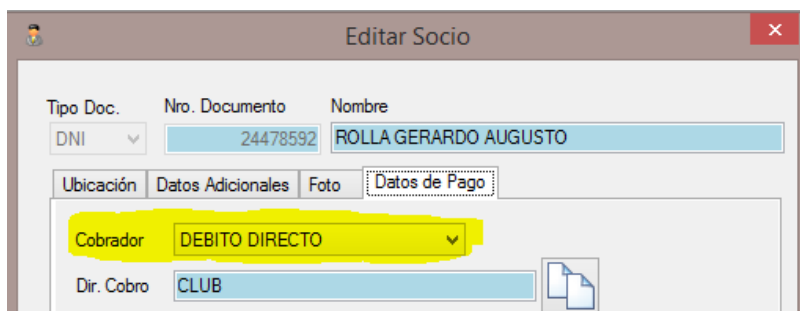 Editar Socio
Tipo Doc. Nro. Documento Nombre
DNI 24478592 ROLLA GERARDO AUGUSTO
Ubicación Datos Adicionales Foto Datos de Pago
Cobrador DEBITO DIRECTO
Dir. Cobro CLUB